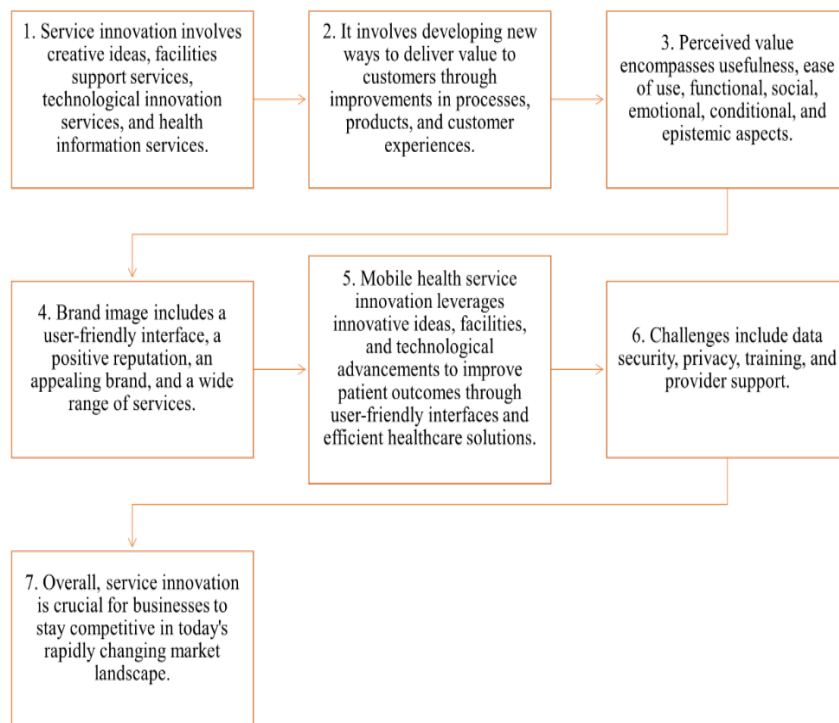 1. Service innovation involves
creative ideas, facilities
support services,
technological innovation
services, and health
information services.
2. It involves developing new
ways to deliver value to
customers through
improvements in processes,
products, and customer
experiences.
3. Perceived value
encompasses usefulness, ease
of use, functional, social,
emotional, conditional, and
epistemic aspects.
4. Brand image includes a
user-friendly interface, a
positive reputation, an
appealing brand, and a wide
range of services.
5. Mobile health service
innovation leverages
innovative ideas, facilities,
and technological
advancements to improve
patient outcomes through
user-friendly interfaces and
efficient healthcare solutions.
6. Challenges include data
security, privacy, training, and
provider support.
7. Overall, service innovation
is crucial for businesses to
stay competitive in today's
rapidly changing market
landscape.